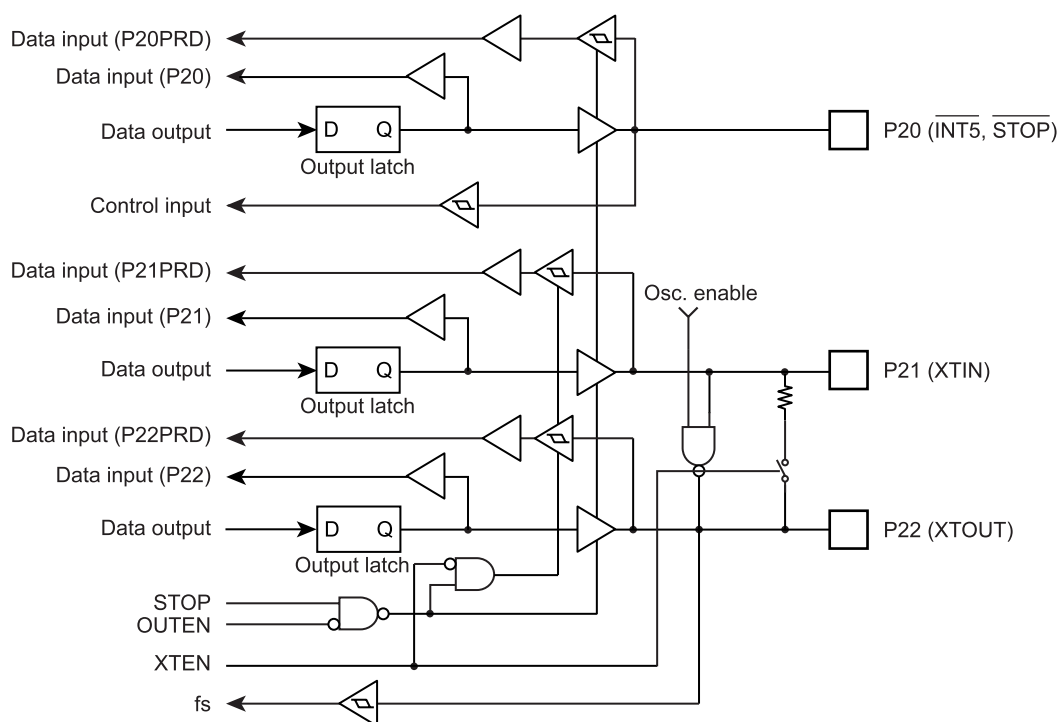 Data input (P20PRD)
Data input (P20)
Data output
D Q
Output latch
P20 (INT5, STOP)
Control input
Data input (P21PRD)
Osc. enable
Data input (P21)
Data output
D Q
Output latch
P21 (XTIN)
Data input (P22PRD)
Data input (P22)
Data output
D Q
Output latch
P22 (XTOUT)
STOP
OUTEN
XTEN
fs